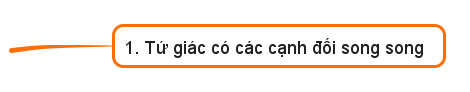 1. Tứ giác có các cạnh đối song song